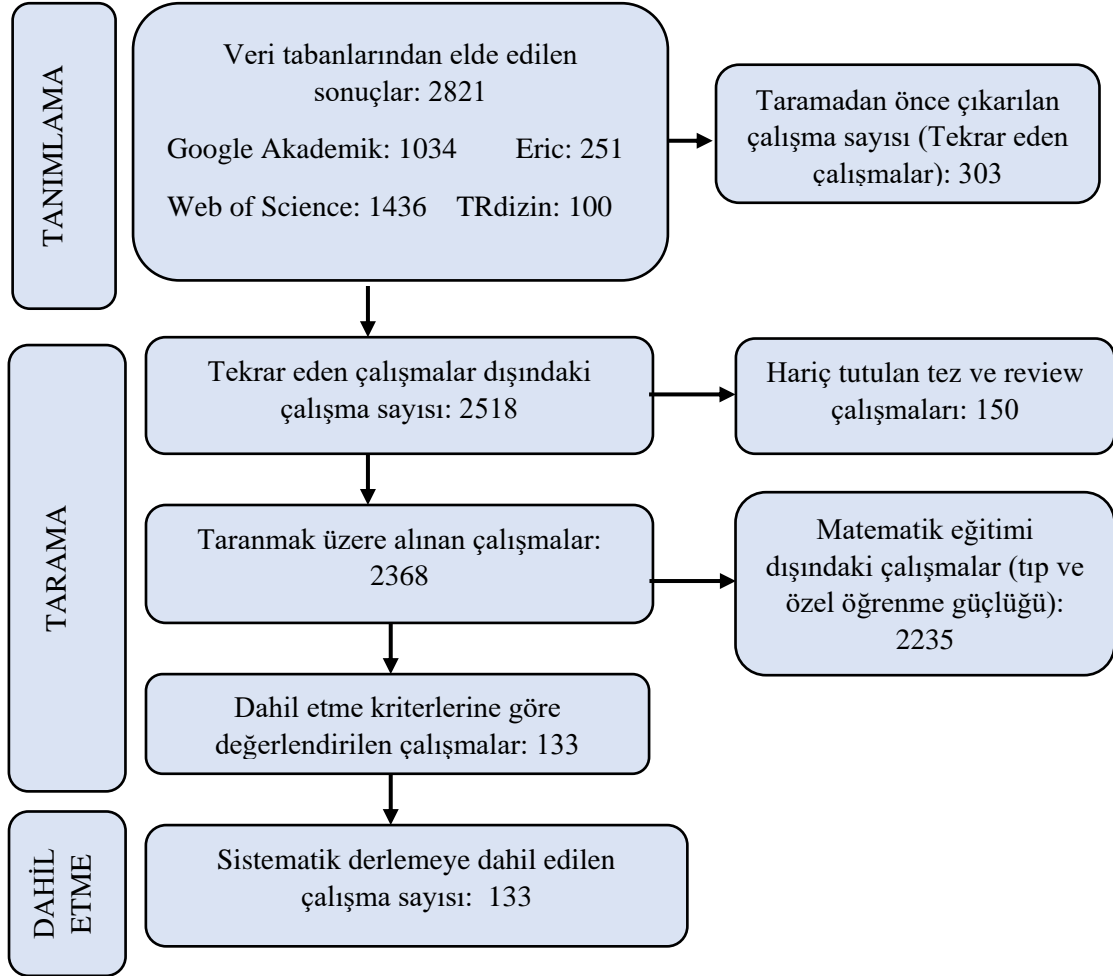 TANIMLAMA
Veri tabanlarından elde edilen
sonuçlar: 2821
Google Akademik: 1034 Eric: 251
Web of Science: 1436 TRdizin: 100
Taramadan önce çıkarılan
çalışma sayısı (Tekrar eden
çalışmalar): 303
TARAMA
Tekrar eden çalışmalar dışındaki
çalışma sayısı: 2518
Hariç tutulan tez ve review
çalışmaları: 150
Taranmak üzere alınan çalışmalar:
2368
Matematik eğitimi
dışındaki çalışmalar (tıp ve
özel öğrenme güçlüğü):
2235
Dahil etme kriterlerine göre
değerlendirilen çalışmalar: 133
DAHİL
ETME
Sistematik derlemeye dahil edilen
çalışma sayısı: 133